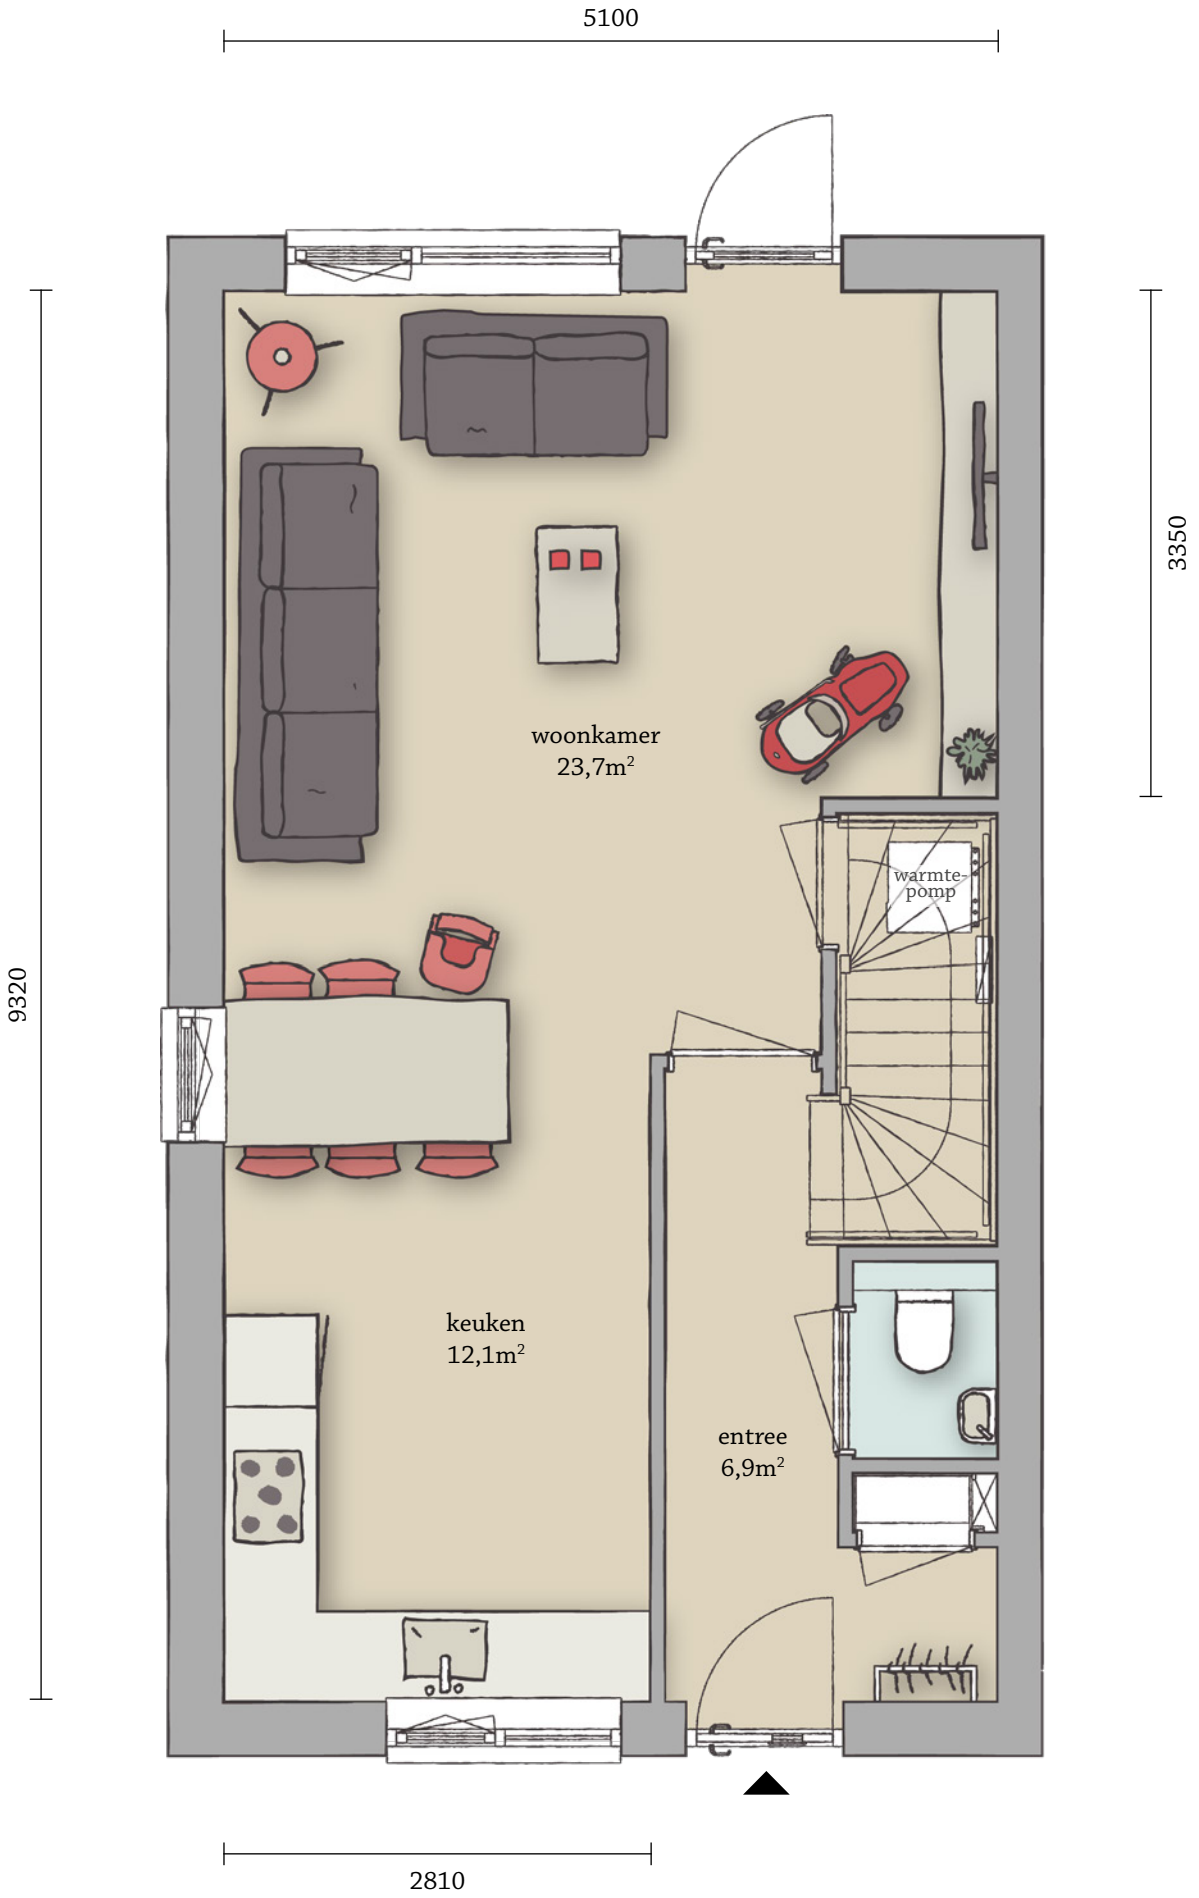 5100
3350
woonkamer
23,7m²
warmte-
pomp
9320
keuken
12,1m²
entree
6,9m²
2810